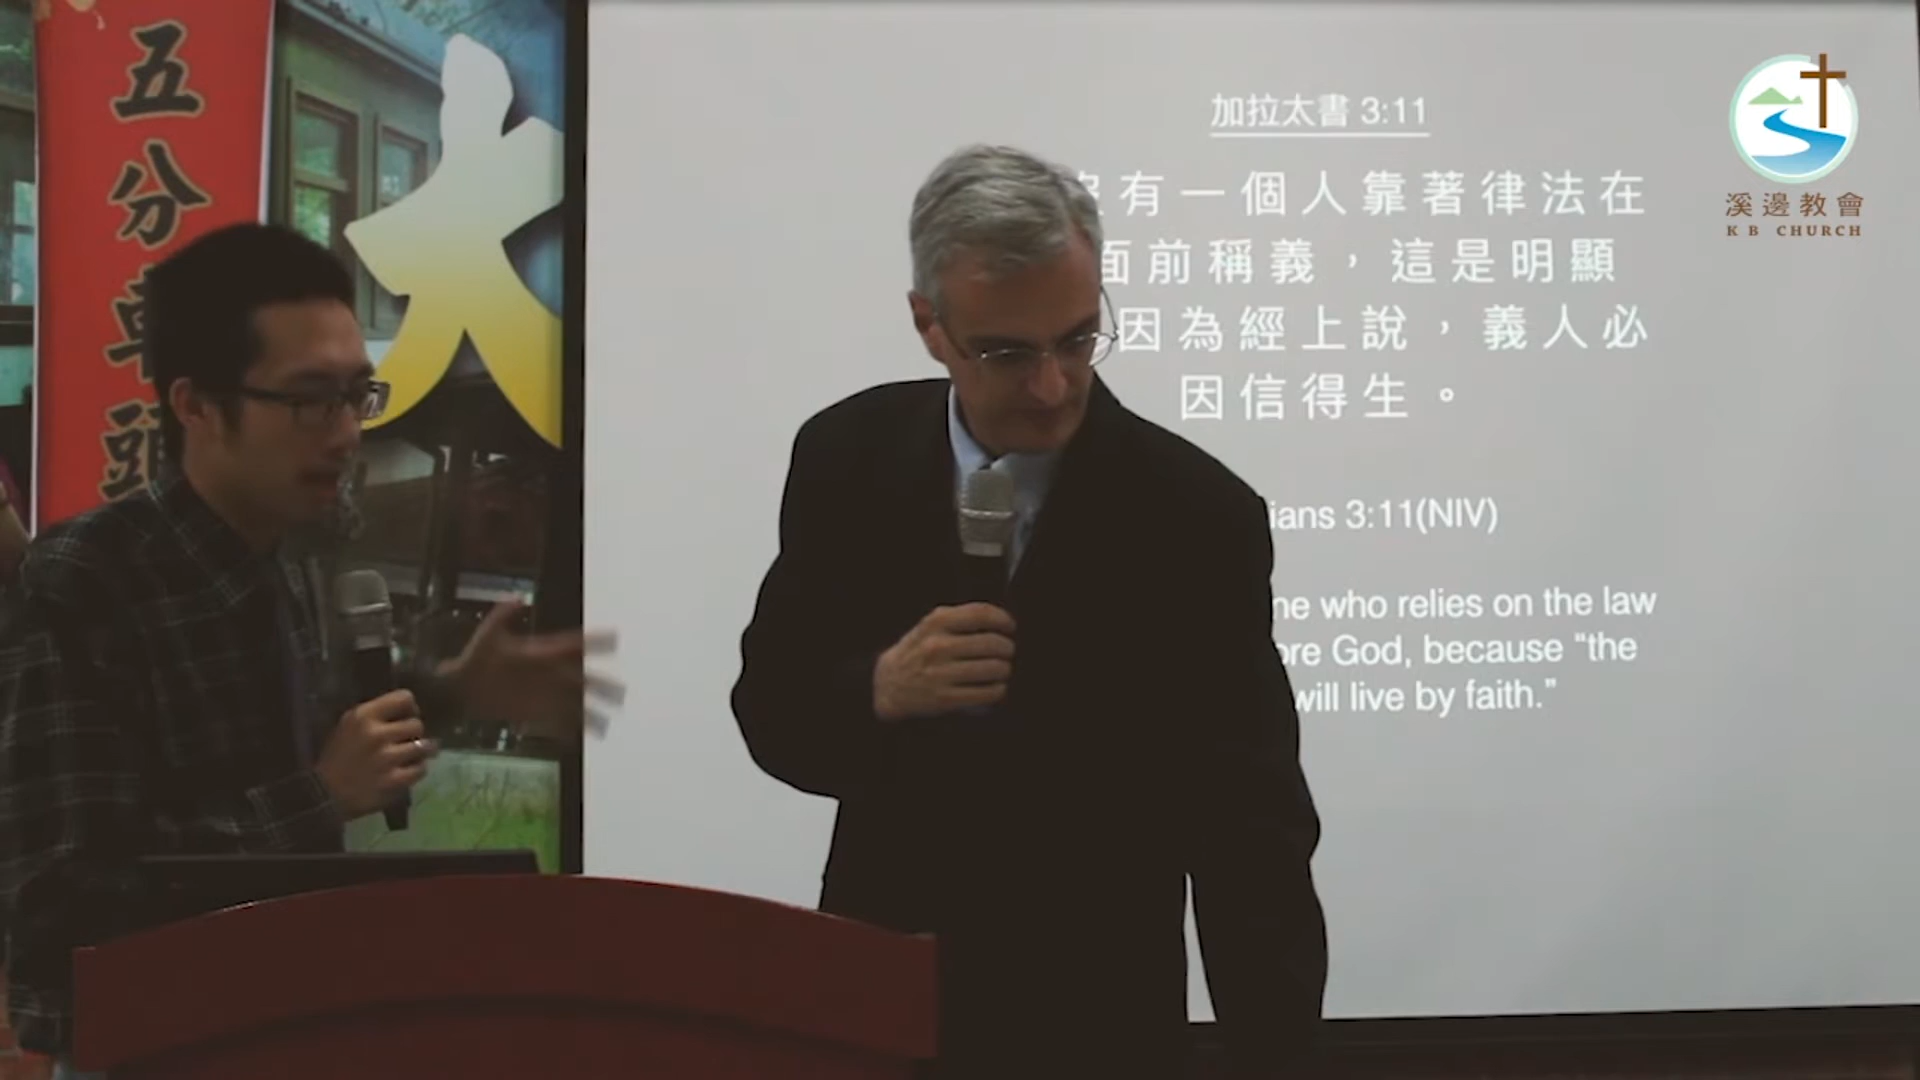 五分車頭
大
加拉太書 3:11
有一個人靠著律法在
面前稱義，這是明顯
因為經上說，義人必
因信得生。
ians 3:11(NIV)
who relies on the law
God, because “the
will live by faith.”
溪邊教會
KB CHURCH